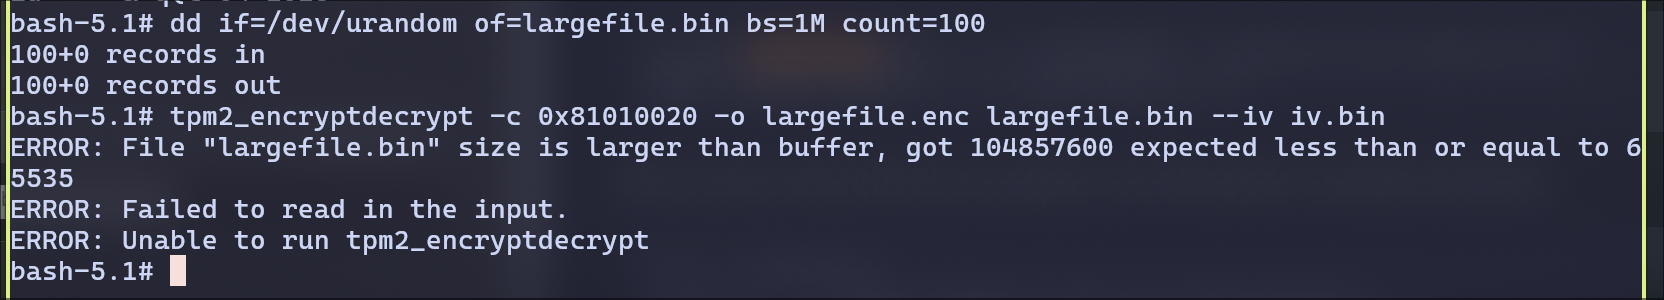 bash-5.1# dd if=/dev/urandom of=largefile.bin bs=1M count=100
100+0 records in
100+0 records out
bash-5.1# tpm2_encryptdecrypt -c 0x81010020 -o largefile.enc largefile.bin --iv iv.bin
ERROR: File "largefile.bin" size is larger than buffer, got 104857600 expected less than or equal to 6
5535
ERROR: Failed to read in the input.
ERROR: Unable to run tpm2_encryptdecrypt
bash-5.1#